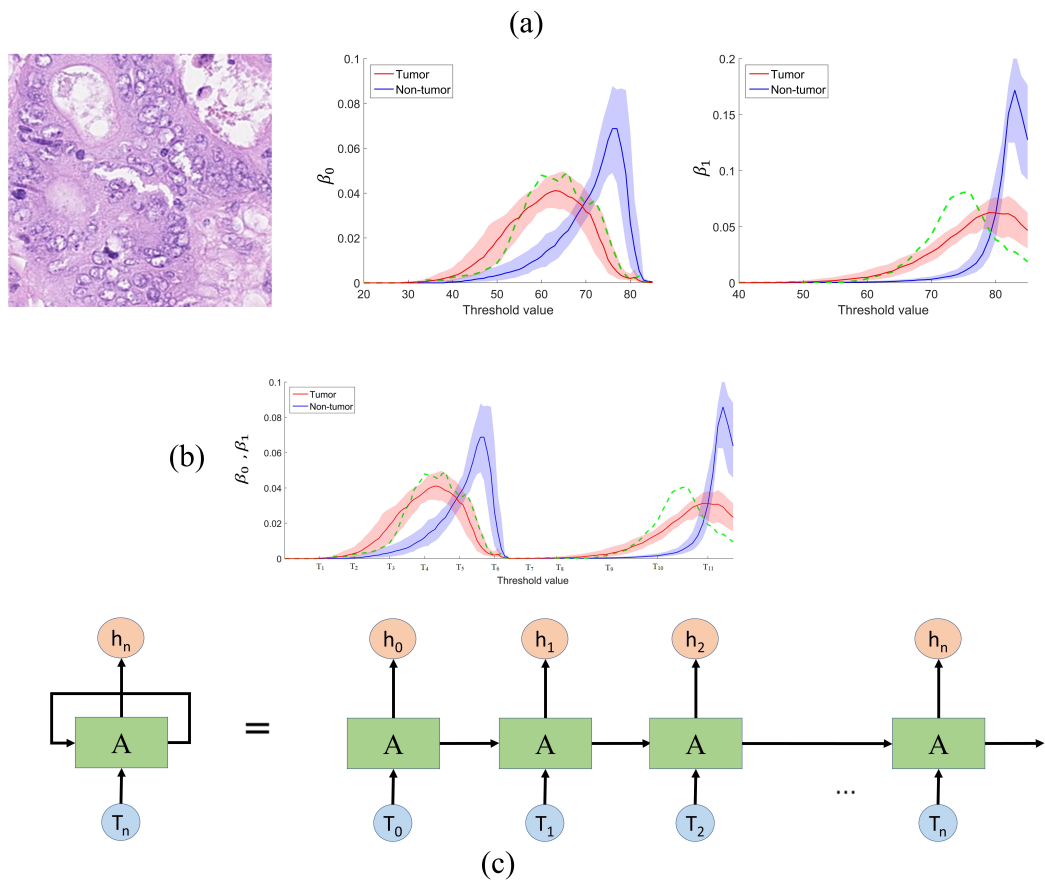 (a)
0.1
0.08
0.06
0.04
0.02
0
β0
Tumor
Non-tumor
20 30 40 50 60 70 80
Threshold value
0.2
0.15
0.1
0.05
0
β1
Tumor
Non-tumor
40 50 60 70 80
Threshold value
(b)
0.1
0.08
0.06
0.04
0.02
0
β0 , β1
Tumor
Non-tumor
T1 T2 T3 T4 T5 T6 T7 T8 T9 T10 T11
Threshold value
hn
A
Tn
=
h0 h1 h2 hn
A A A A
...
T0 T1 T2 Tn
(c)